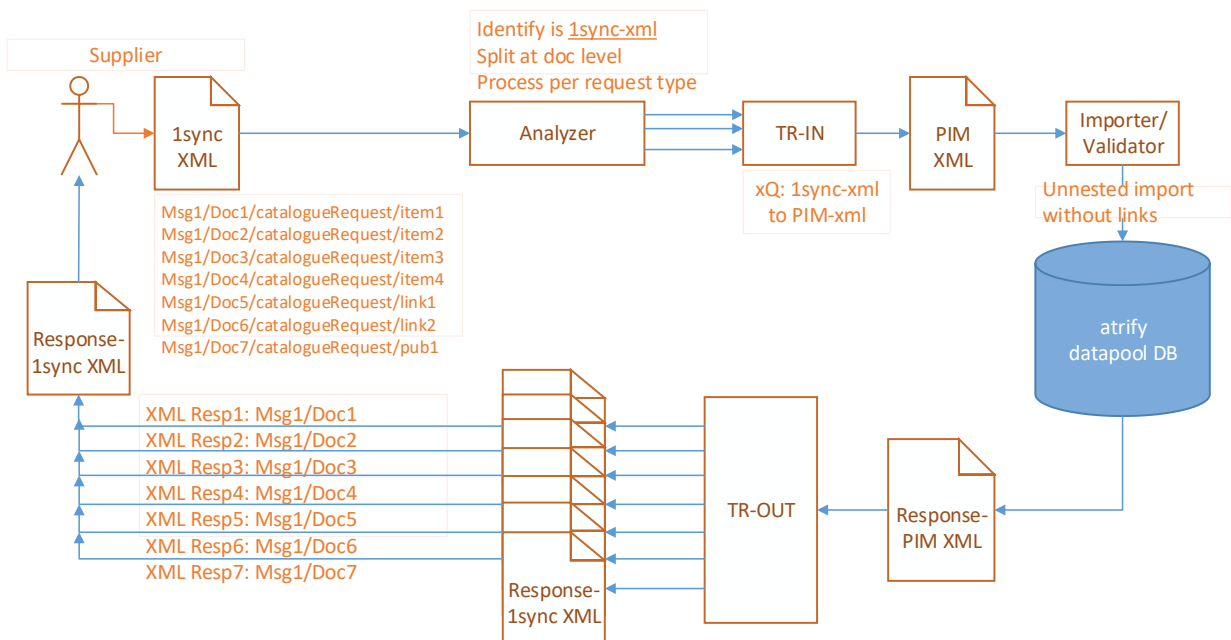 Supplier
Identify is 1sync-xml
Split at doc level
Process per request type
1sync
XML
Analyzer
TR-IN
PIM
XML
Importer/
Validator
xQ: 1sync-xml
to PIM-xml
Unnested import
without links
Msg1/Doc1/catalogueRequest/item1
Msg1/Doc2/catalogueRequest/item2
Msg1/Doc3/catalogueRequest/item3
Msg1/Doc4/catalogueRequest/item4
Msg1/Doc5/catalogueRequest/link1
Msg1/Doc6/catalogueRequest/link2
Msg1/Doc7/catalogueRequest/pub1
atrify
datapool DB
Response-
1sync XML
XML Resp1: Msg1/Doc1
XML Resp2: Msg1/Doc2
XML Resp3: Msg1/Doc3
XML Resp4: Msg1/Doc4
XML Resp5: Msg1/Doc5
XML Resp6: Msg1/Doc6
XML Resp7: Msg1/Doc7
Response-
1sync XML
TR-OUT
Response-
PIM XML